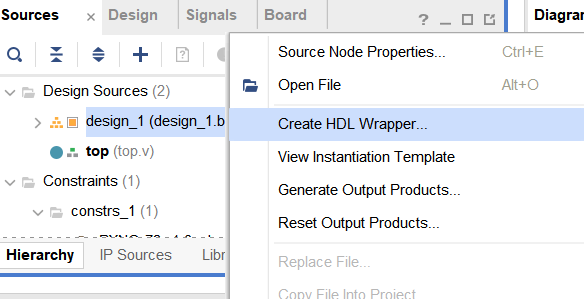 Sources × Design Signals Board ? Diagra
Source Node Properties... Ctrl+E
Design Sources (2)
Open File Alt+O
design_1 (design_1.b
Create HDL Wrapper...
top (top.v)
View Instantiation Template
Constraints (1)
Generate Output Products...
constrs_1 (1)
Reset Output Products...
Hierarchy IP Sources Libr
Replace File...
Copy File Into Project